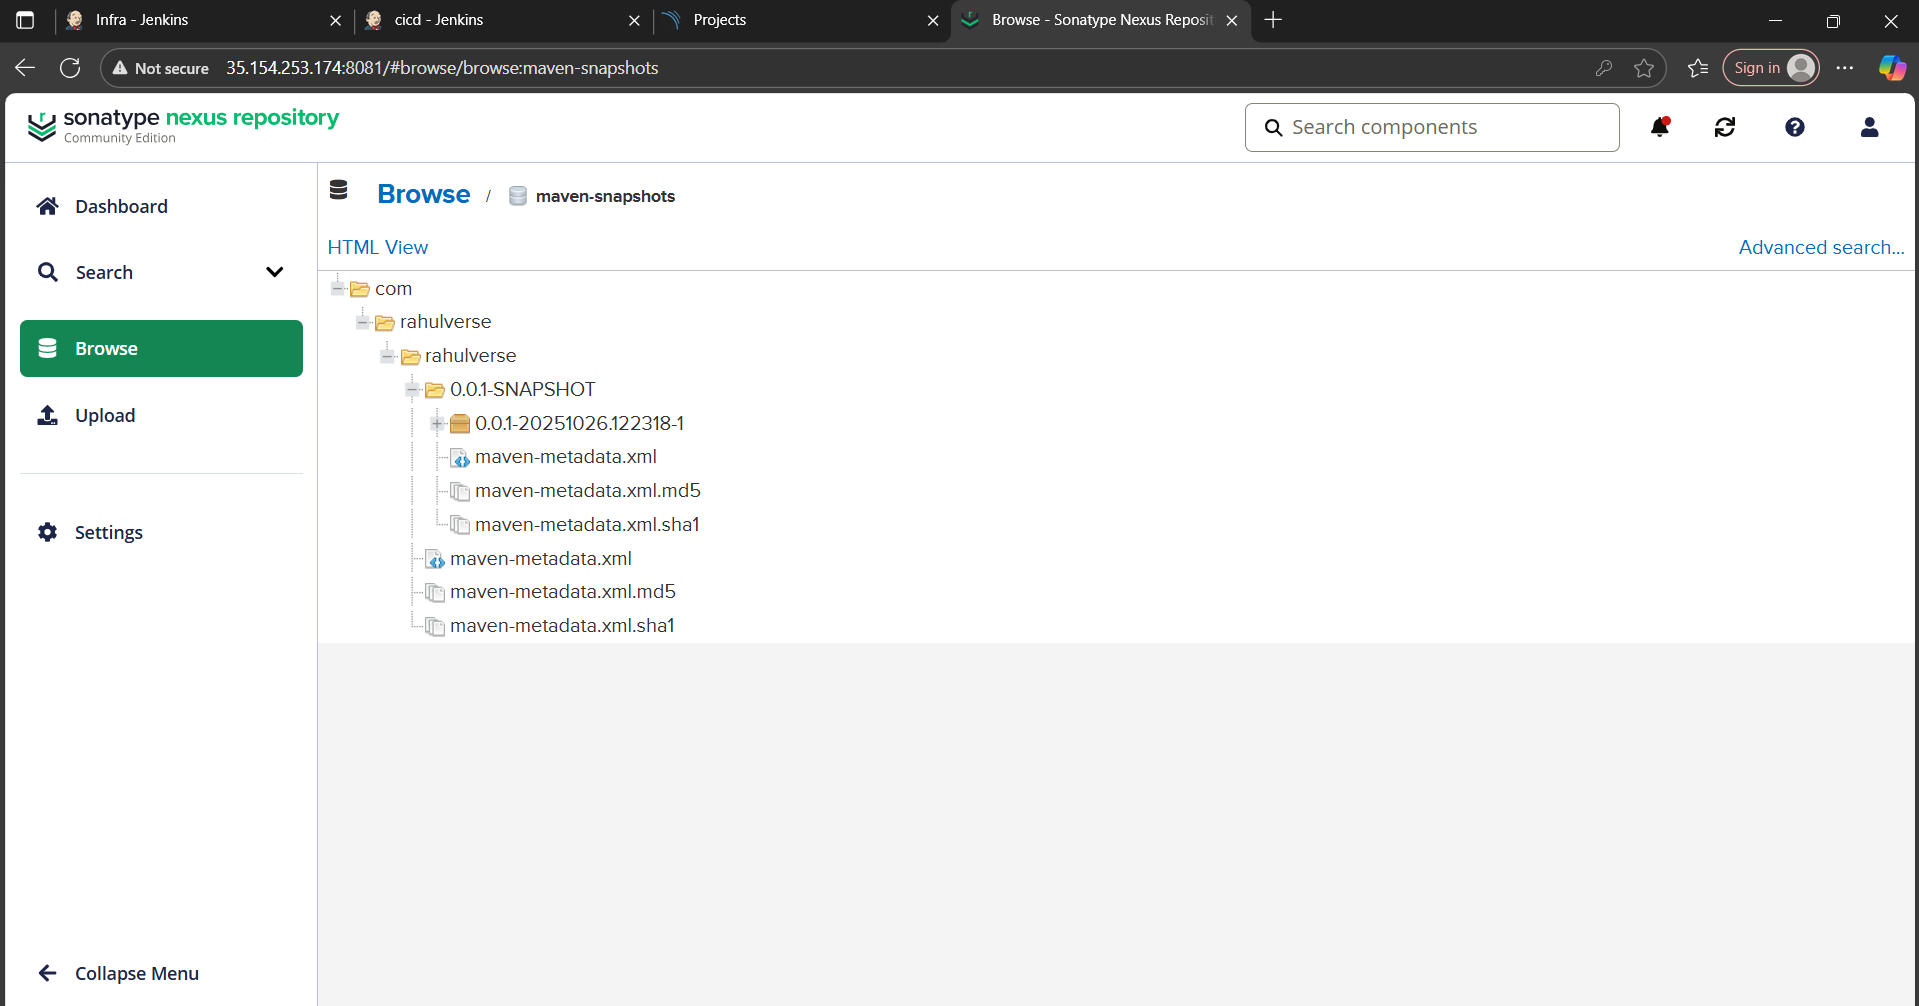 Infra - Jenkins
cicd - Jenkins
Projects
Browse - Sonatype Nexus Reposit
Not secure
35.154.253.174:8081/#browse/browse:maven-snapshots
Sign in
sonatype nexus repository
Community Edition
Search components
Dashboard
Search
Browse
Upload
Settings
Collapse Menu
Browse / maven-snapshots
HTML View
Advanced search...
com
rahulverse
rahulverse
0.0.1-SNAPSHOT
0.0.1-20251026.122318-1
maven-metadata.xml
maven-metadata.xml.md5
maven-metadata.xml.sha1
maven-metadata.xml
maven-metadata.xml.md5
maven-metadata.xml.sha1